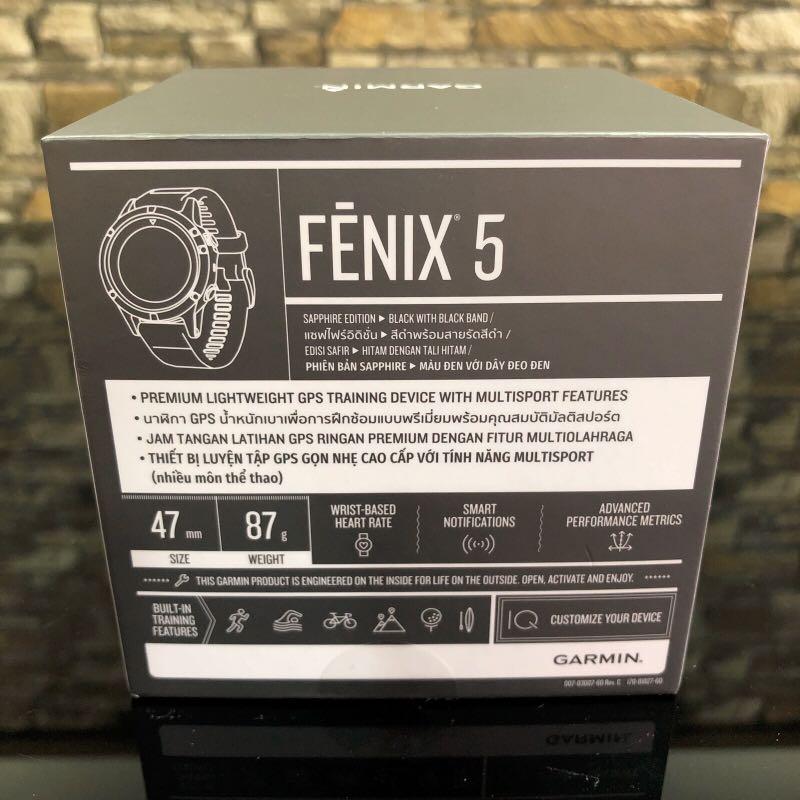 GARMIN
FĒNIX® 5
SAPPHIRE EDITION ▶ BLACK WITH BLACK BAND /
แซฟไฟร์อิดิชั่น ▶ สีดำพร้อมสายรัดสีดำ /
EDISI SAFIR ▶ HITAM DENGAN TALI HITAM /
PHIÊN BẢN SAPPHIRE ▶ MÀU ĐEN VỚI DÂY ĐEO ĐEN
• PREMIUM LIGHTWEIGHT GPS TRAINING DEVICE WITH MULTISPORT FEATURES
• นาฬิกา GPS น้ำหนักเบาเพื่อการฝึกซ้อมแบบพรีเมี่ยมพร้อมคุณสมบัติมัลติสปอร์ต
• JAM TANGAN LATIHAN GPS RINGAN PREMIUM DENGAN FITUR MULTIOLAHRAGA
• THIẾT BỊ LUYỆN TẬP GPS GỌN NHẸ CAO CẤP VỚI TÍNH NĂNG MULTISPORT
(nhiều môn thể thao)
47 mm
SIZE
87 g
WEIGHT
WRIST-BASED
HEART RATE
SMART
NOTIFICATIONS
ADVANCED
PERFORMANCE METRICS
THIS GARMIN PRODUCT IS ENGINEERED ON THE INSIDE FOR LIFE ON THE OUTSIDE. OPEN, ACTIVATE AND ENJOY.
BUILT-IN
TRAINING
FEATURES
IQ CUSTOMIZE YOUR DEVICE
GARMIN.